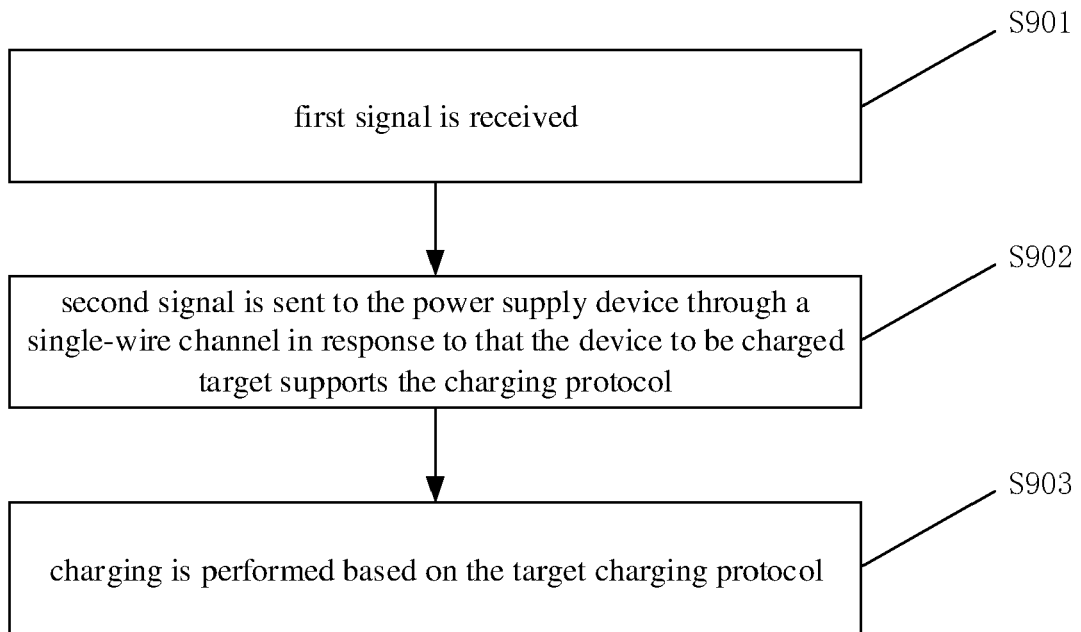 S901
first signal is received
S902
second signal is sent to the power supply device through a
single-wire channel in response to that the device to be charged
target supports the charging protocol
S903
charging is performed based on the target charging protocol